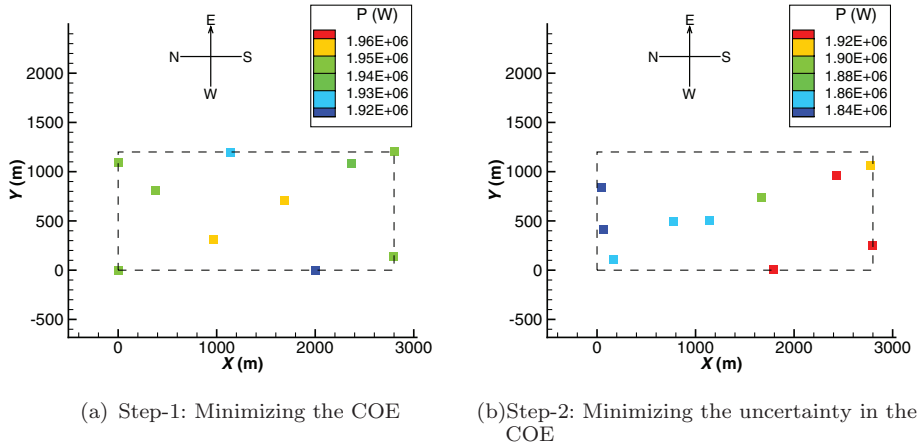 P (W)
1.96E+06
1.95E+06
1.94E+06
1.93E+06
1.92E+06
E
N
S
W
2500
2000
1500
1000
500
0
-500
Y (m)
0
1000
2000
3000
X (m)
(a) Step-1: Minimizing the COE
P (W)
1.92E+06
1.90E+06
1.88E+06
1.86E+06
1.84E+06
E
N
S
W
2500
2000
1500
1000
500
0
-500
Y (m)
0
1000
2000
3000
X (m)
(b)Step-2: Minimizing the uncertainty in the
COE